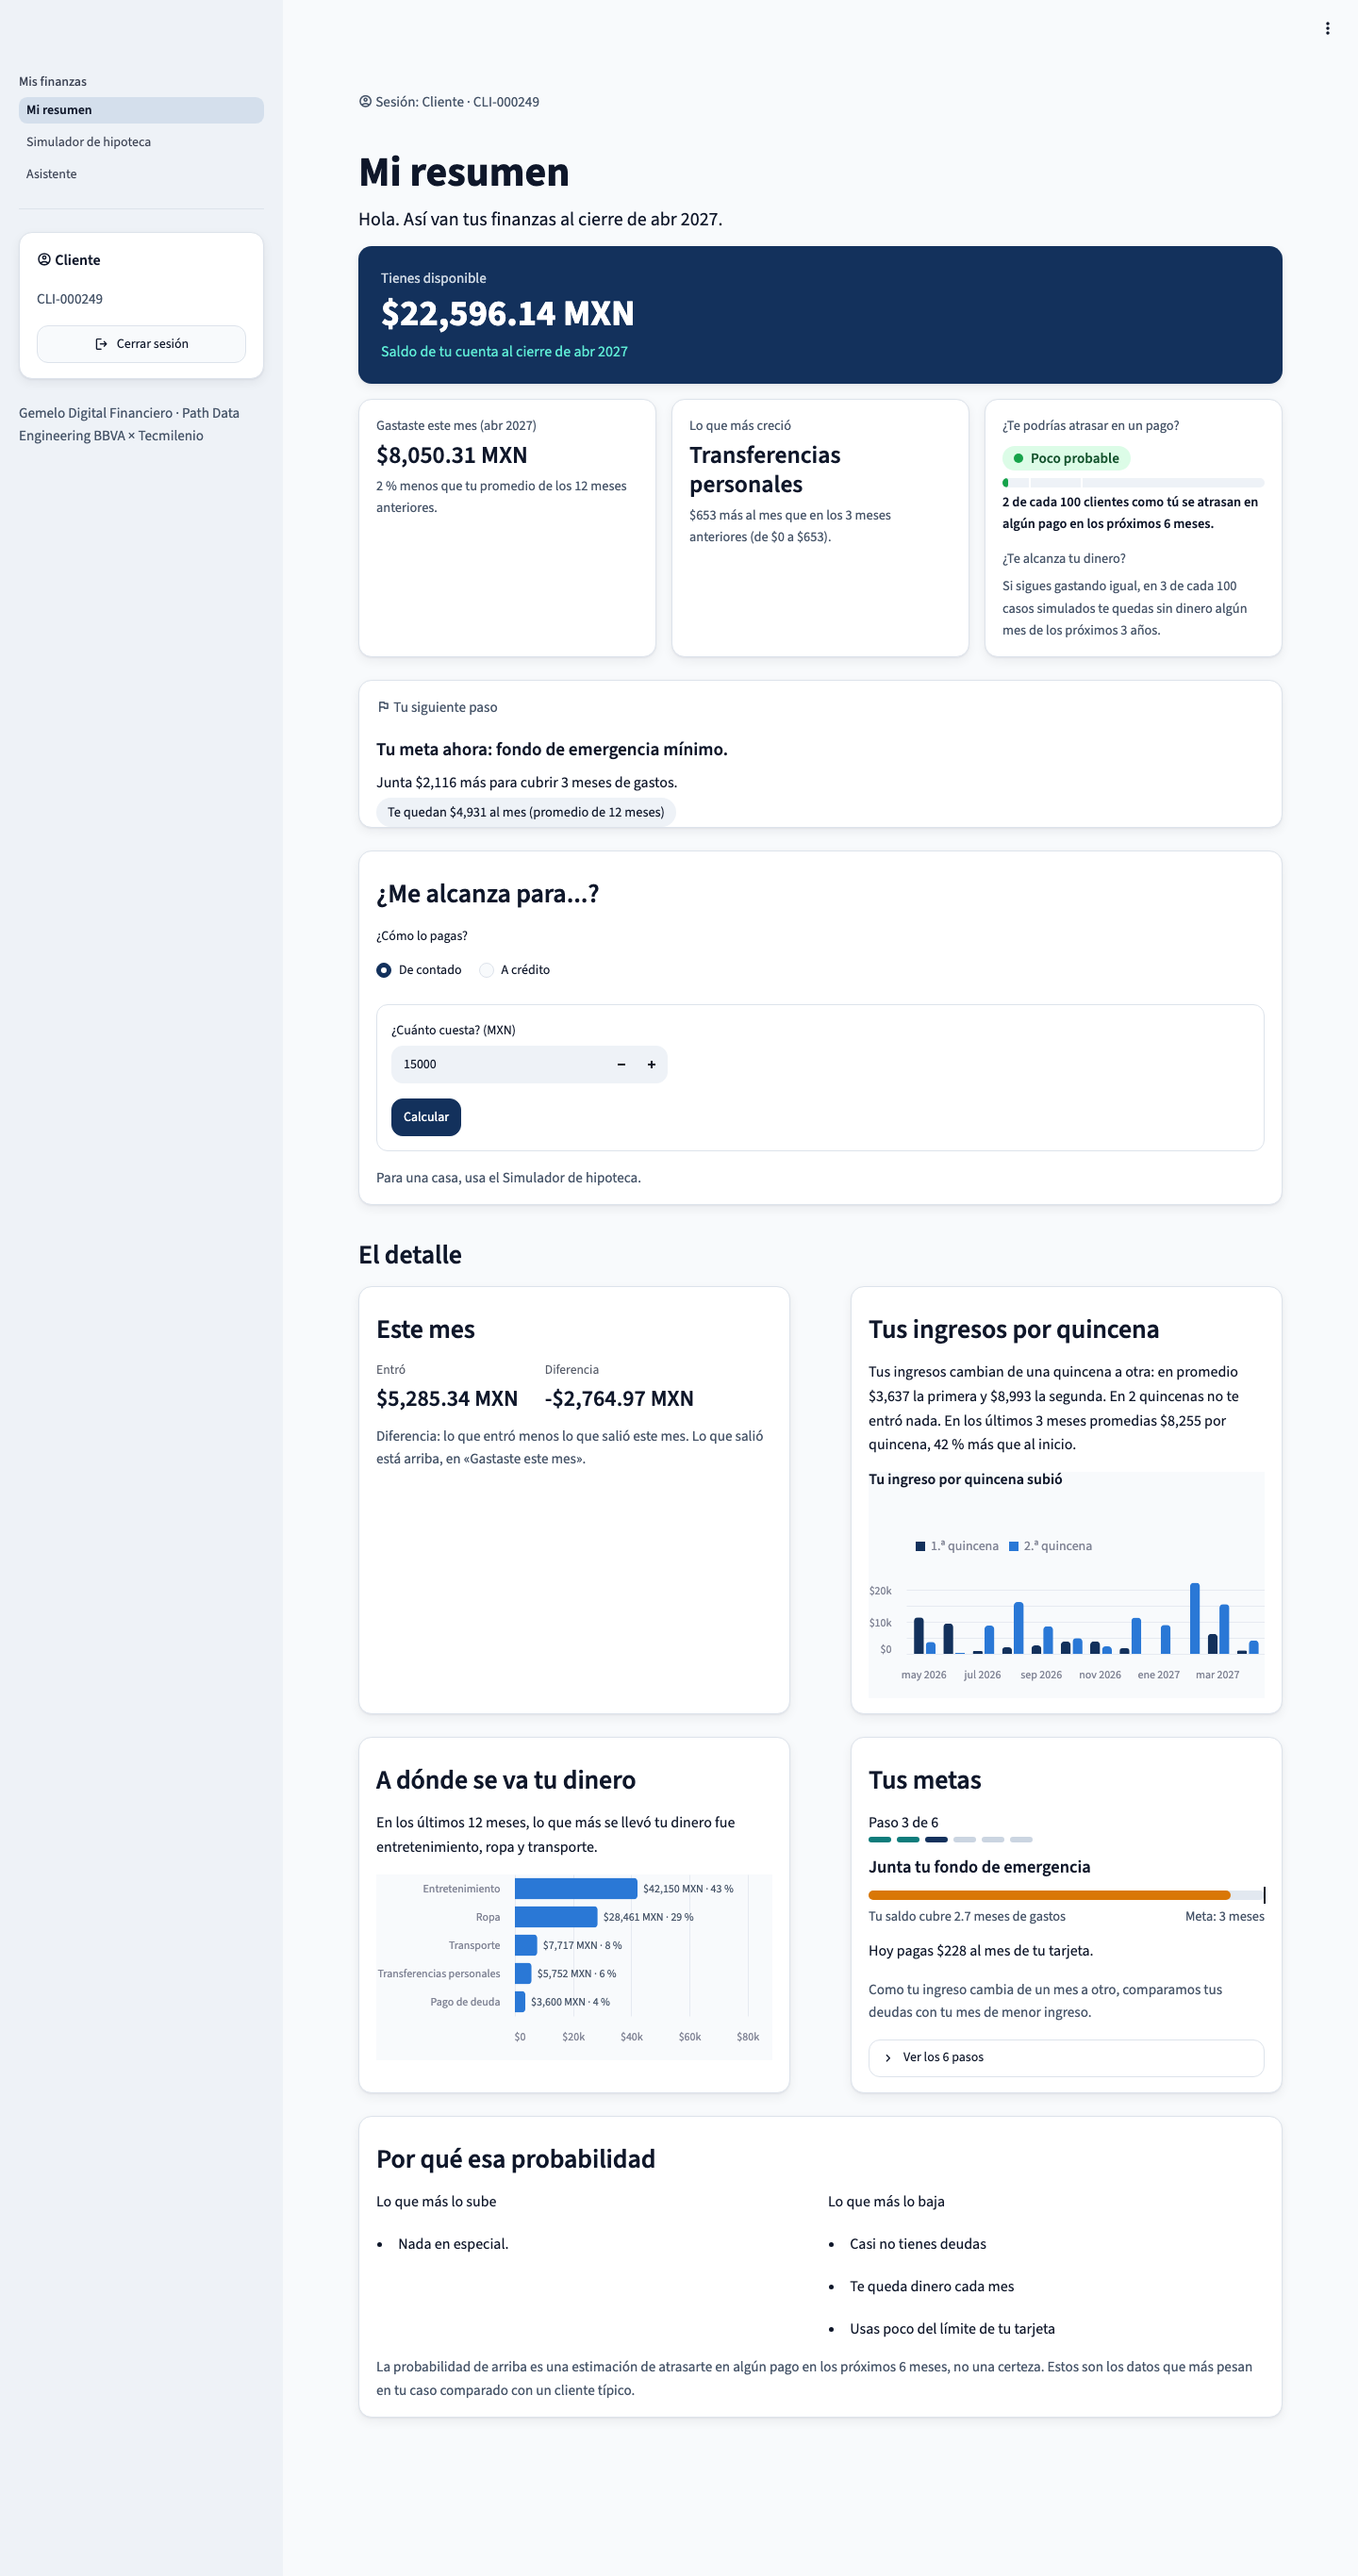 Mis finanzas
Mi resumen
Simulador de hipoteca
Asistente
Cliente
CLI-000249
Cerrar sesión
Gemelo Digital Financiero · Path Data
Engineering BBVA × Tecmilenio
Sesión: Cliente · CLI-000249
Mi resumen
Hola. Así van tus finanzas al cierre de abr 2027.
Tienes disponible
$22,596.14 MXN
Saldo de tu cuenta al cierre de abr 2027
Gastaste este mes (abr 2027)
$8,050.31 MXN
2 % menos que tu promedio de los 12 meses
anteriores.
Lo que más creció
Transferencias
personales
$653 más al mes que en los 3 meses
anteriores (de $0 a $653).
¿Te podrías atrasar en un pago?
Poco probable
2 de cada 100 clientes como tú se atrasan en
algún pago en los próximos 6 meses.
¿Te alcanza tu dinero?
Si sigues gastando igual, en 3 de cada 100
casos simulados te quedas sin dinero algún
mes de los próximos 3 años.
Tu siguiente paso
Tu meta ahora: fondo de emergencia mínimo.
Junta $2,116 más para cubrir 3 meses de gastos.
Te quedan $4,931 al mes (promedio de 12 meses)
¿Me alcanza para...?
¿Cómo lo pagas?
De contado
A crédito
¿Cuánto cuesta? (MXN)
15000
Calcular
Para una casa, usa el Simulador de hipoteca.
El detalle
Este mes
Entró
Diferencia
$5,285.34 MXN
-$2,764.97 MXN
Diferencia: lo que entró menos lo que salió este mes. Lo que salió
está arriba, en «Gastaste este mes».
Tus ingresos por quincena
Tus ingresos cambian de una quincena a otra: en promedio
$3,637 la primera y $8,993 la segunda. En 2 quincenas no te
entró nada. En los últimos 3 meses promedias $8,255 por
quincena, 42 % más que al inicio.
Tu ingreso por quincena subió
1.ª quincena
2.ª quincena
$20k
$10k
$0
may 2026
jul 2026
sep 2026
nov 2026
ene 2027
mar 2027
A dónde se va tu dinero
En los últimos 12 meses, lo que más se llevó tu dinero fue
entretenimiento, ropa y transporte.
Entretenimiento
$42,150 MXN · 43 %
Ropa
$28,461 MXN · 29 %
Transporte
$7,717 MXN · 8 %
Transferencias personales
$5,752 MXN · 6 %
Pago de deuda
$3,600 MXN · 4 %
$0
$20k
$40k
$60k
$80k
Tus metas
Paso 3 de 6
Junta tu fondo de emergencia
Tu saldo cubre 2.7 meses de gastos
Meta: 3 meses
Hoy pagas $228 al mes de tu tarjeta.
Como tu ingreso cambia de un mes a otro, comparamos tus
deudas con tu mes de menor ingreso.
Ver los 6 pasos
Por qué esa probabilidad
Lo que más lo sube
• Nada en especial.
Lo que más lo baja
• Casi no tienes deudas
• Te queda dinero cada mes
• Usas poco del límite de tu tarjeta
La probabilidad de arriba es una estimación de atrasarte en algún pago en los próximos 6 meses, no una certeza. Estos son los datos que más pesan
en tu caso comparado con un cliente típico.